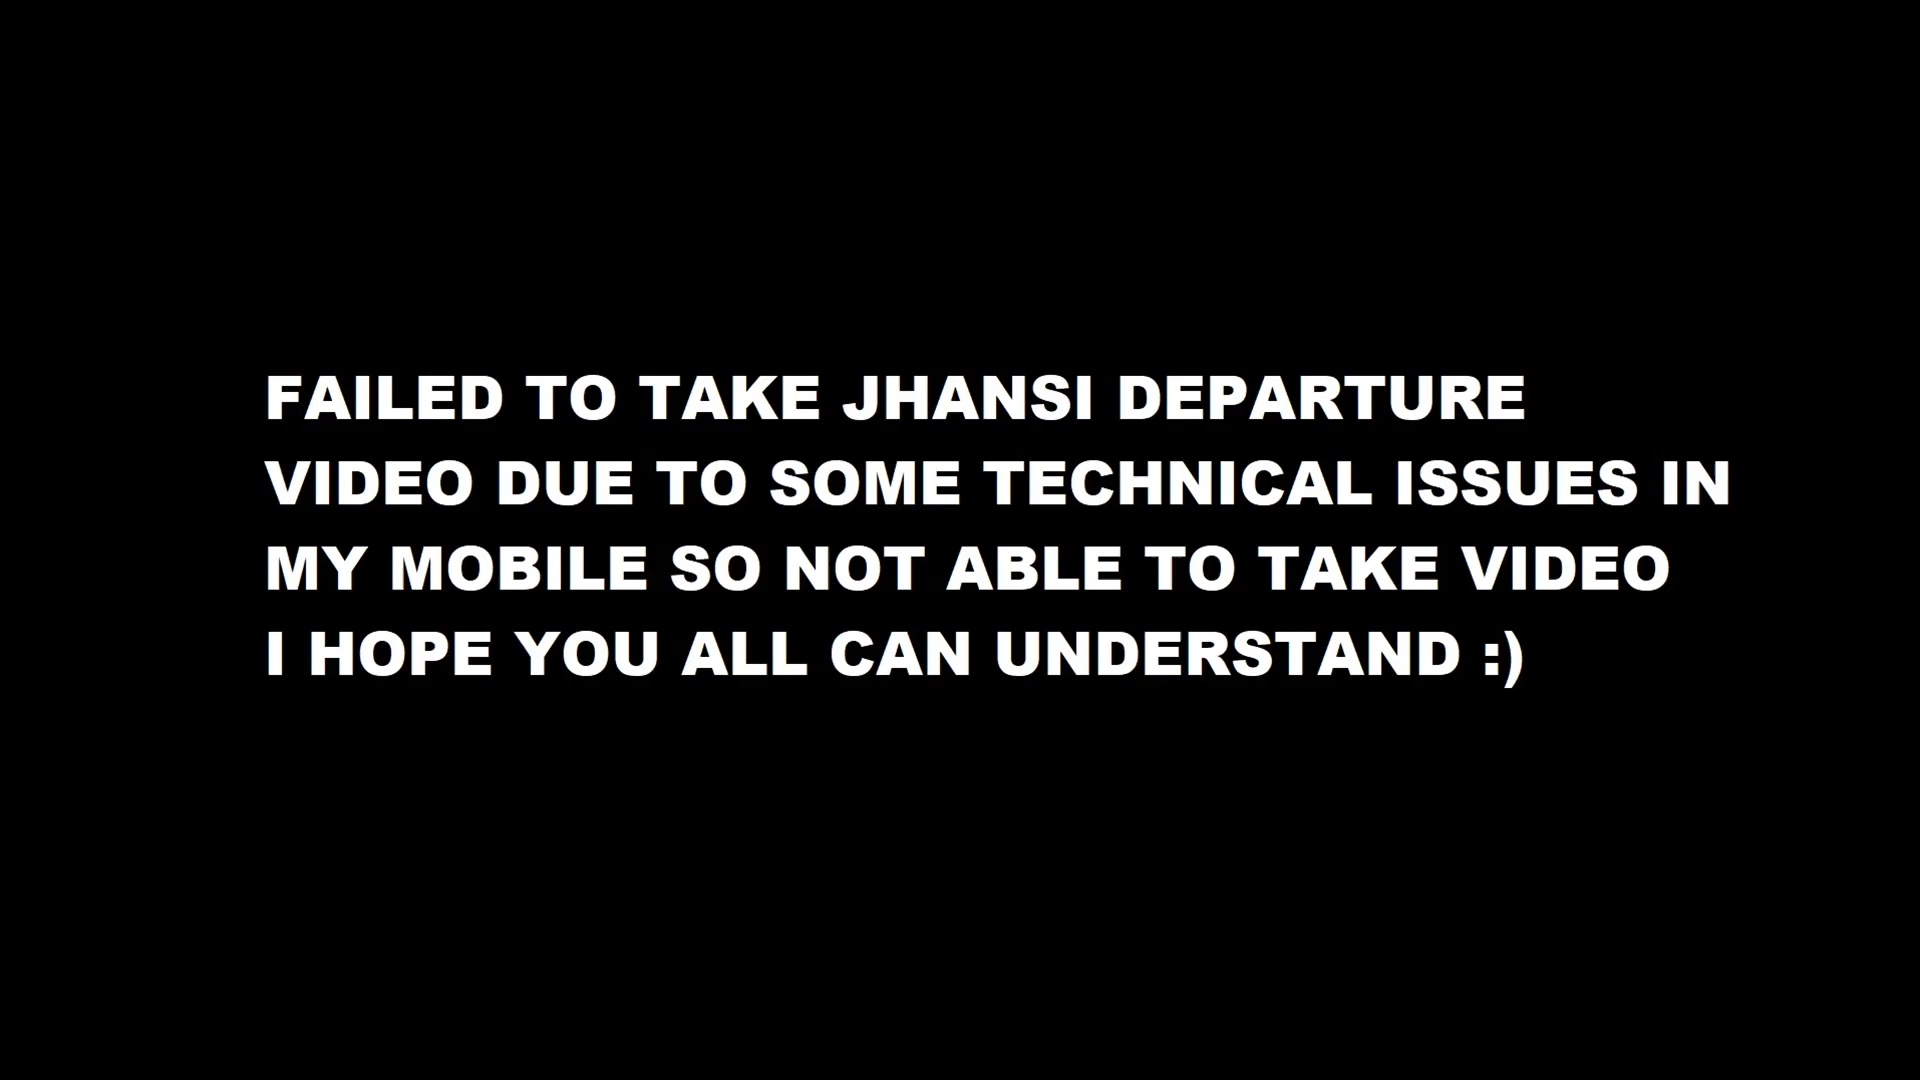 FAILED TO TAKE JHANSI DEPARTURE
VIDEO DUE TO SOME TECHNICAL ISSUES IN
MY MOBILE SO NOT ABLE TO TAKE VIDEO
I HOPE YOU ALL CAN UNDERSTAND :)